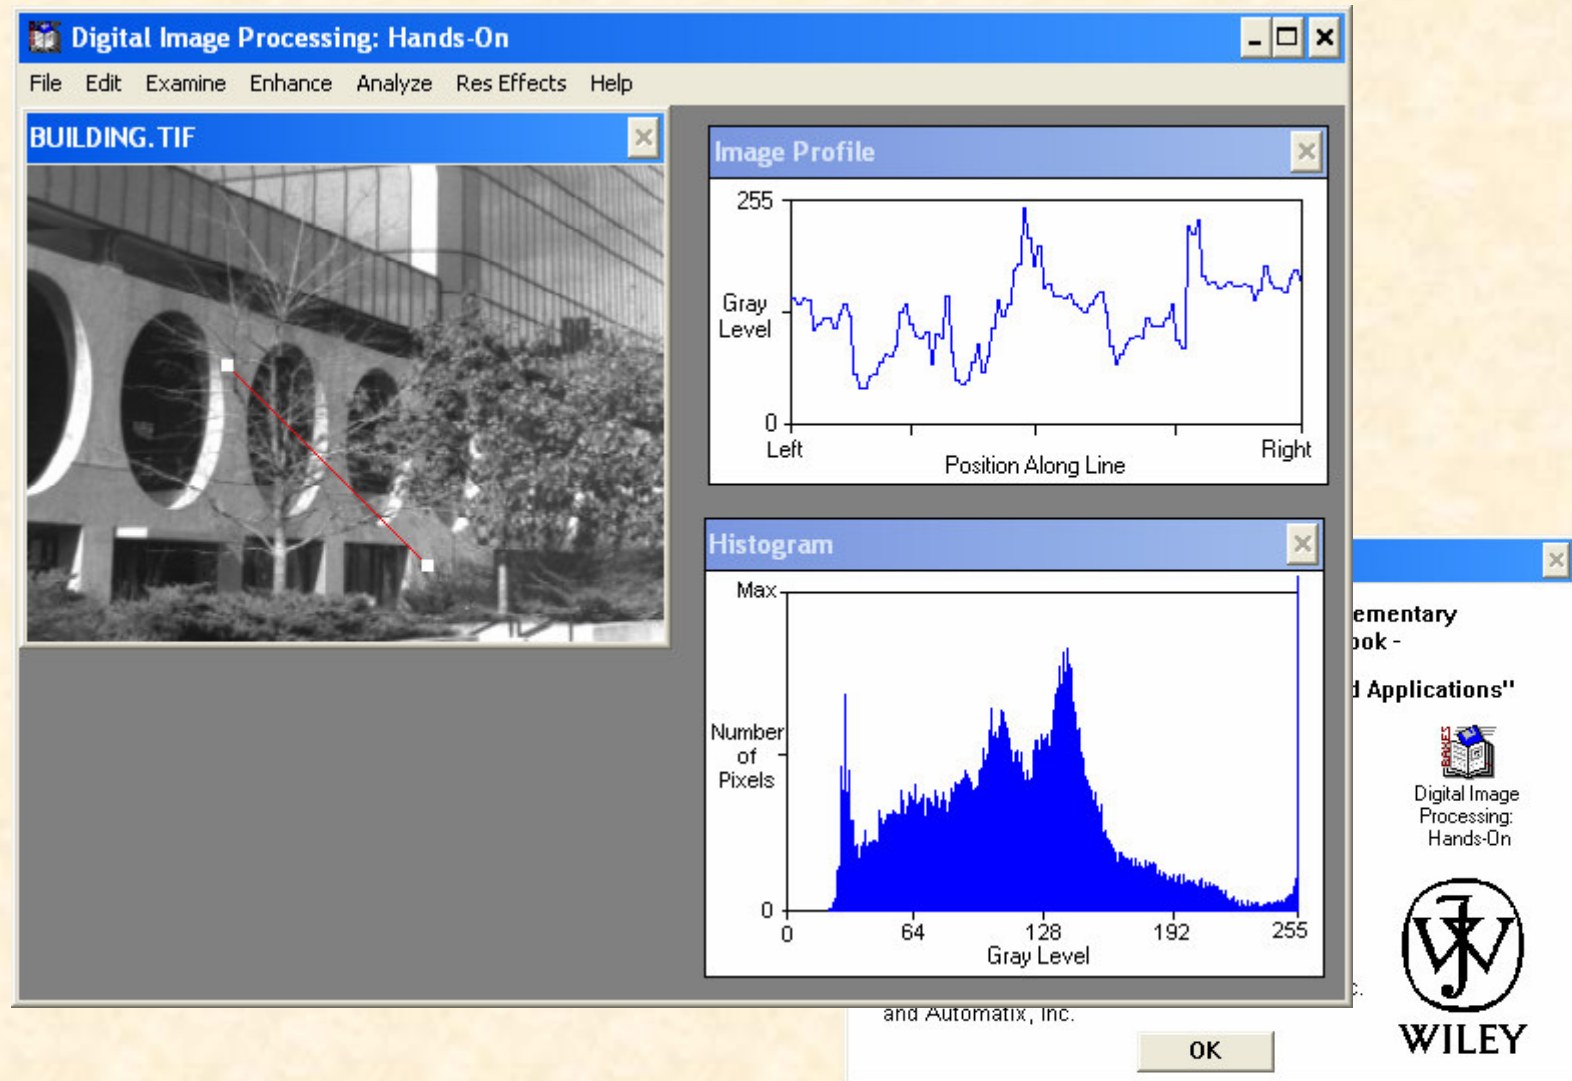 Digital Image Processing: Hands-On
File Edit Examine Enhance Analyze Res Effects Help
BUILDING.TIF
Image Profile
255
Gray
Level
0
Left
Right
Position Along Line
Histogram
Max
Number
of
Pixels
0
0 64 128 192 255
Gray Level
ementary
ook -
d Applications"
BAXES
Digital Image
Processing:
Hands-On
c.
and Automatix, Inc.
OK
WILEY